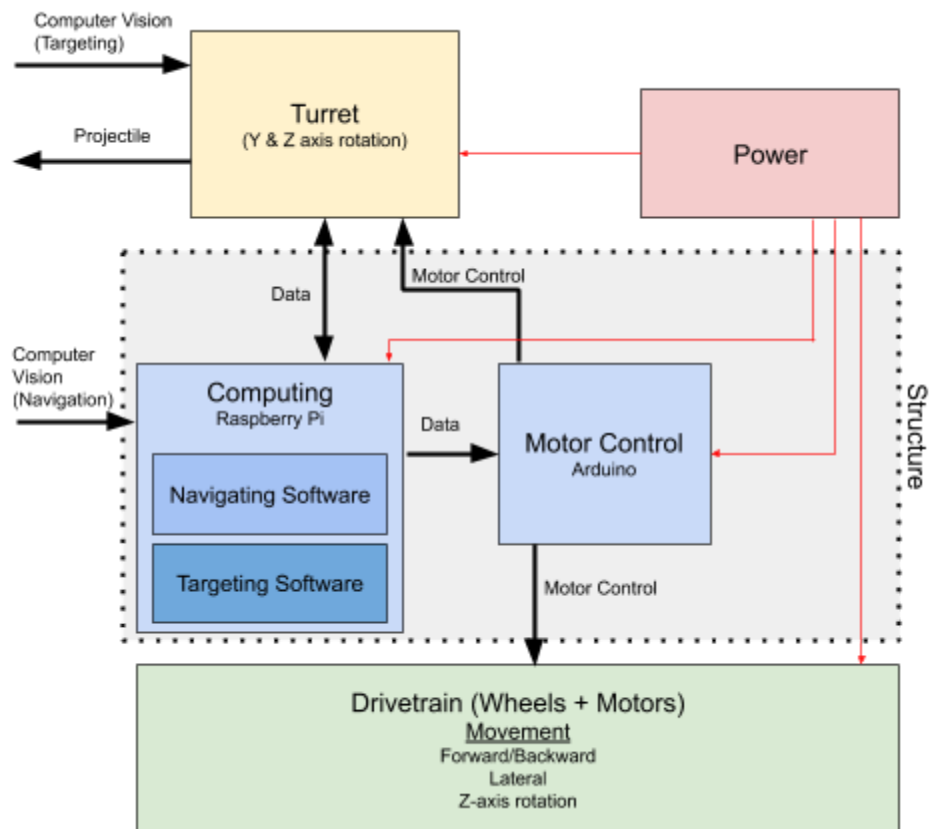 Computer Vision
(Targeting)
Turret
(Y & Z axis rotation)
Projectile
Power
Motor Control
Data
Computer
Vision
(Navigation)
Computing
Raspberry Pi
Data
Motor Control
Arduino
Structure
Navigating Software
Targeting Software
Motor Control
Drivetrain (Wheels + Motors)
Movement
Forward/Backward
Lateral
Z-axis rotation